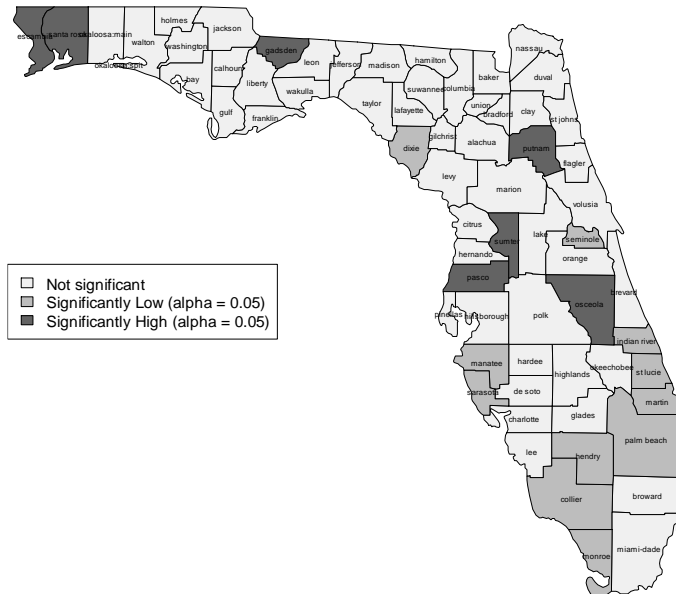 holmes
escambia
santa rosa
okaloosa:main
jackson
walton
washington
gadsden
nassau
leon
jefferson
madison
hamilton
okaloosa:spit
bay
calhoun
liberty
wakulla
suwannee
columbia
baker
duval
taylor
lafayette
union
bradford
clay
st johns
gulf
franklin
gilchrist
alachua
putnam
dixie
flagler
levy
marion
volusia
citrus
sumter
lake
seminole
hernando
orange
Not significant
Significantly Low (alpha = 0.05)
Significantly High (alpha = 0.05)
pasco
osceola
brevard
pinellas
hillsborough
polk
indian river
manatee
hardee
highlands
okeechobee
st lucie
sarasota
de soto
martin
charlotte
glades
palm beach
lee
hendry
collier
broward
monroe
miami-dade